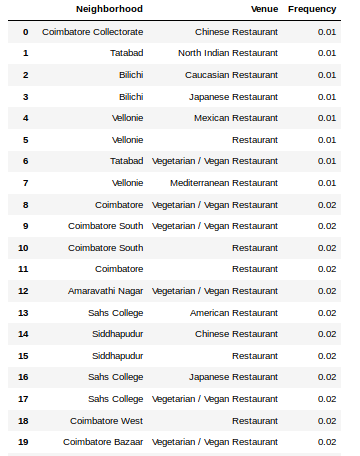 Neighborhood Venue Frequency
0 Coimbatore Collectorate Chinese Restaurant 0.01
1 Tatabad North Indian Restaurant 0.01
2 Bilichi Caucasian Restaurant 0.01
3 Bilichi Japanese Restaurant 0.01
4 Vellonie Mexican Restaurant 0.01
5 Vellonie Restaurant 0.01
6 Tatabad Vegetarian / Vegan Restaurant 0.01
7 Vellonie Mediterranean Restaurant 0.01
8 Coimbatore Vegetarian / Vegan Restaurant 0.02
9 Coimbatore South Vegetarian / Vegan Restaurant 0.02
10 Coimbatore South Restaurant 0.02
11 Coimbatore Restaurant 0.02
12 Amaravathi Nagar Vegetarian / Vegan Restaurant 0.02
13 Sahs College American Restaurant 0.02
14 Siddhapudur Chinese Restaurant 0.02
15 Siddhapudur Restaurant 0.02
16 Sahs College Japanese Restaurant 0.02
17 Sahs College Vegetarian / Vegan Restaurant 0.02
18 Coimbatore West Restaurant 0.02
19 Coimbatore Bazaar Vegetarian / Vegan Restaurant 0.02